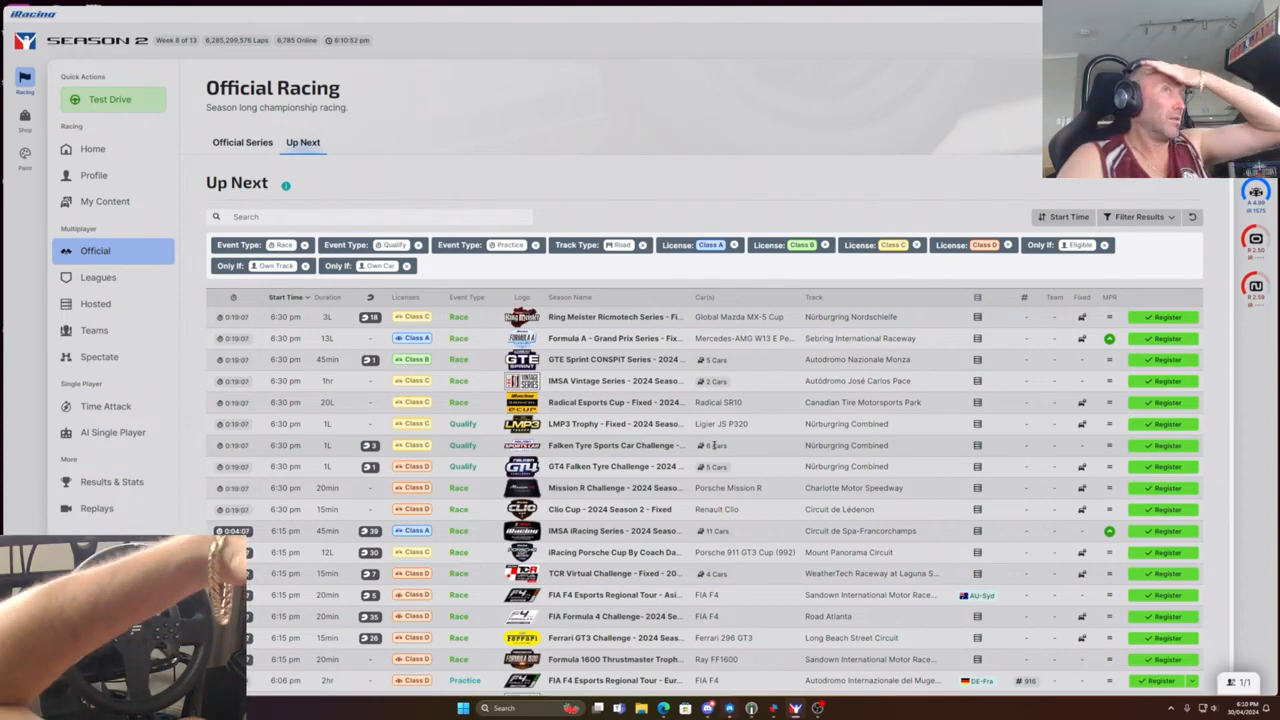 iRacing
SEASON 2 Week 8 of 13 6,285,299,576 Laps 6,785 Online 6:10:52 pm
Racing
Shop
Paint
Quick Actions
Test Drive
Racing
Home
Profile
My Content
Multiplayer
Official
Leagues
Hosted
Teams
Spectate
Single Player
Time Attack
AI Single Player
More
Results & Stats
Replays
Official Racing
Season long championship racing.
Official Series Up Next
Up Next
Search Start Time Filter Results
Event Type: Race Event Type: Qualify Event Type: Practice Track Type: Road License: Class A License: Class B License: Class C License: Class D Only If: Eligible
Only If: Own Track Only If: Own Car
Start Time Duration Licenses Event Type Logo Season Name Car(s) Track # Team Fixed MPR
0:19:07 6:30 pm 3L 18 Class C Race Ring Meister Ricmotech Series - Fi... Global Mazda MX-5 Cup Nürburgring Nordschleife - - = Register
0:19:07 6:30 pm 13L - Class A Race Formula A - Grand Prix Series - Fix... Mercedes-AMG W13 E Pe... Sebring International Raceway - - Register
0:19:07 6:30 pm 45min 1 Class B Race GTE Sprint CONSPIT Series - 2024 ... 5 Cars Autodromo Nazionale Monza - - = Register
0:19:07 6:30 pm 1hr - Class C Race IMSA Vintage Series - 2024 Seaso... 2 Cars Autódromo José Carlos Pace - - = Register
0:19:07 6:30 pm 20L - Class C Race Radical Esports Cup - Fixed - 2024... Radical SR10 Canadian Tire Motorsports Park - - = Register
0:19:07 6:30 pm 1L - Class C Qualify LMP3 Trophy - Fixed - 2024 Seaso... Ligier JS P320 Nürburgring Combined - - = Register
0:19:07 6:30 pm 1L 3 Class C Qualify Falken Tyre Sports Car Challenge -... Cars Nürburgring Combined - - = Register
0:19:07 6:30 pm 1L 1 Class D Qualify GT4 Falken Tyre Challenge - 2024 ... 5 Cars Nürburgring Combined - - = Register
0:19:07 6:30 pm 20min - Class D Race Mission R Challenge - 2024 Seaso... Porsche Mission R Charlotte Motor Speedway - - = Register
0:19:07 6:30 pm - Class D Race Clio Cup - 2024 Season 2 - Fixed Renault Clio Circuit de Lédenon - - = Register
0:04:07 6:15 pm 45min 39 Class A Race IMSA iRacing Series - 2024 Season... 11 Cars Circuit de Spa-Francorchamps - - Register
6:15 pm 12L 30 Class C Race iRacing Porsche Cup By Coach Da... Porsche 911 GT3 Cup (992) Mount Panorama Circuit - - = Register
6:15 pm 15min 7 Class D Race TCR Virtual Challenge - Fixed - 20... 4 Cars WeatherTech Raceway at Laguna S... - - = Register
6:15 pm 20min 5 Class D Race FIA F4 Esports Regional Tour - Asi... FIA F4 Sandown International Motor Race... AU-Syd - - = Register
6:15 pm 20min 35 Class D Race FIA Formula 4 Challenge- 2024 Se... FIA F4 Road Atlanta - - = Register
6:15 pm 15min 26 Class D Race Ferrari GT3 Challenge - 2024 Seas... Ferrari 296 GT3 Long Beach Street Circuit - - = Register
6:15 pm 20min - Class D Race Formula 1600 Thrustmaster Troph... Ray FF1600 Sandown International Motor Race... - - = Register
6:06 pm 2hr - Class D Practice FIA F4 Esports Regional Tour - Eur... FIA F4 Autodromo Internazionale del Muge... DE-Fra # 916 - = Register
A 4.99
iR 1575
R 2.50
R 2.59
1/1
Search
6:10 PM
30/04/2024